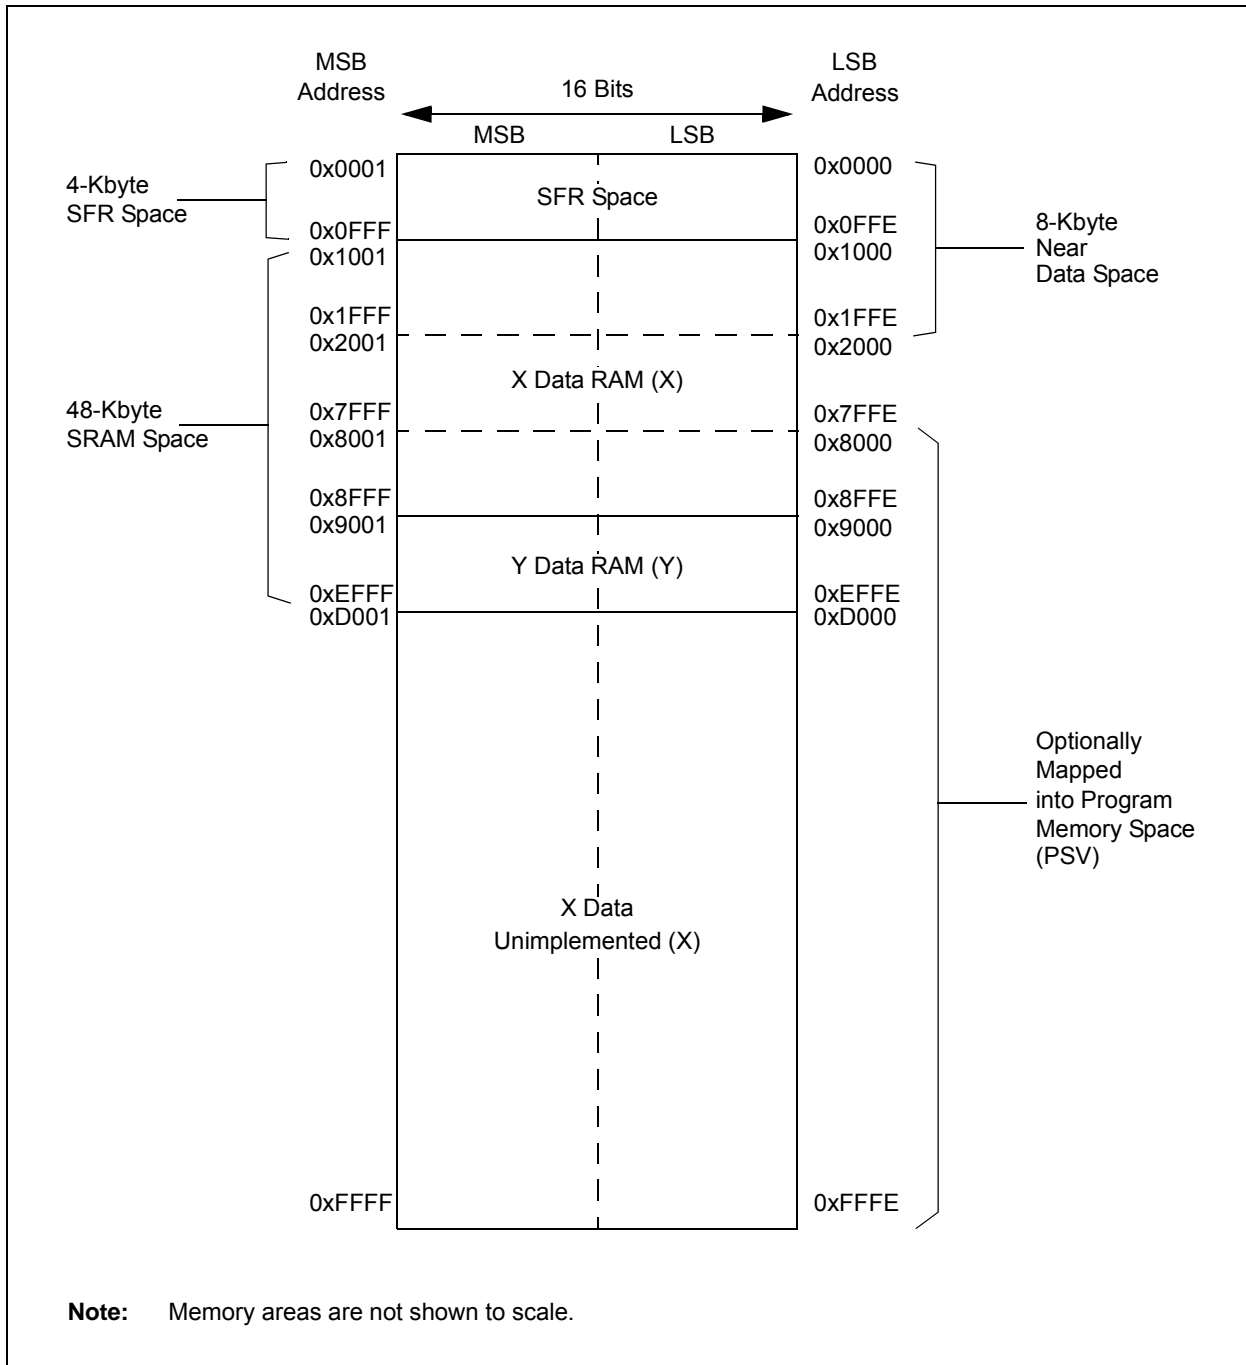 MSB
Address
LSB
Address
16 Bits
MSB
LSB
0x0001
0x0000
4-Kbyte
SFR Space
SFR Space
0x0FFF
0x0FFE
0x1001
0x1000
8-Kbyte
Near
Data Space
0x1FFF
0x1FFE
0x2001
0x2000
X Data RAM (X)
48-Kbyte
SRAM Space
0x7FFF
0x7FFE
0x8001
0x8000
0x8FFF
0x8FFE
0x9001
0x9000
Y Data RAM (Y)
0xEFFF
0xEFFE
0xD001
0xD000
Optionally
Mapped
into Program
Memory Space
(PSV)
X Data
Unimplemented (X)
0xFFFF
0xFFFE
Note: Memory areas are not shown to scale.